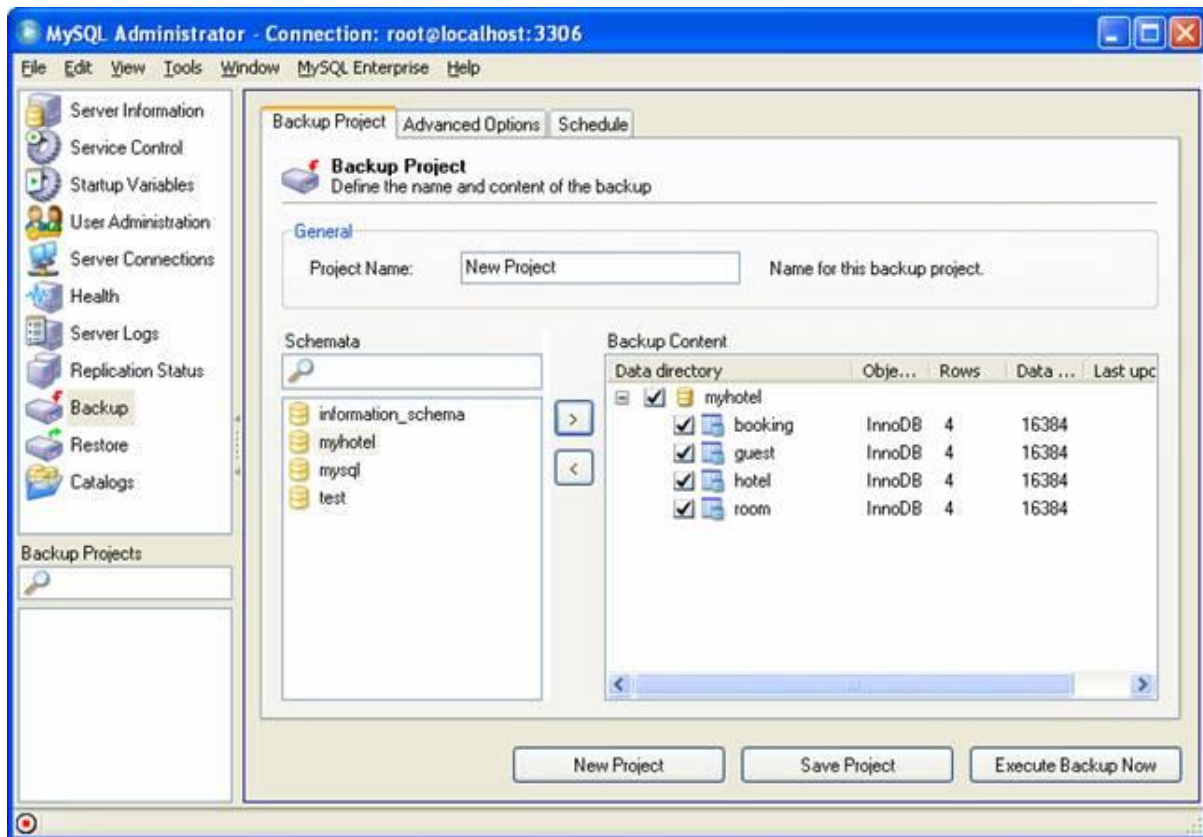 MySQL Administrator - Connection: root@localhost:3306
File Edit View Tools Window MySQL Enterprise Help
Server Information
Service Control
Startup Variables
User Administration
Server Connections
Health
Server Logs
Replication Status
Backup
Restore
Catalogs
Backup Projects
Backup Project Advanced Options Schedule
Backup Project
Define the name and content of the backup
General
Project Name: New Project Name for this backup project.
Schemata
information_schema
myhotel
mysql
test
>
<
Backup Content
Data directory Obje... Rows Data ... Last upd
myhotel
booking InnoDB 4 16384
guest InnoDB 4 16384
hotel InnoDB 4 16384
room InnoDB 4 16384
New Project Save Project Execute Backup Now